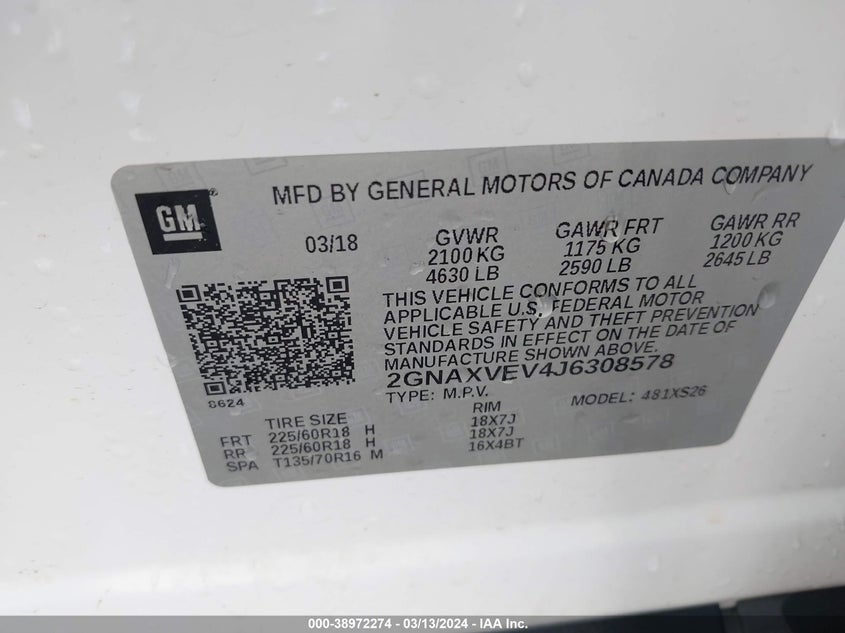 GM®
MFD BY GENERAL MOTORS OF CANADA COMPANY
03/18
GVWR
2100 KG
4630 LB
GAWR FRT
1175 KG
2590 LB
GAWR RR
1200 KG
2645 LB
THIS VEHICLE CONFORMS TO ALL
APPLICABLE U.S. FEDERAL MOTOR
VEHICLE SAFETY AND THEFT PREVENTION
STANDARDS IN EFFECT ON THE DATE OF
MANUFACTURE SHOWN ABOVE.
2GNAXVEV4J6308578
TYPE: M.P.V. MODEL: 481XS26
8624
TIRE SIZE RIM
FRT 225/60R18 H 18X7J
RR 225/60R18 H 18X7J
SPA T135/70R16 M 16X4BT
000-38972274 - 03/13/2024 - IAA Inc.